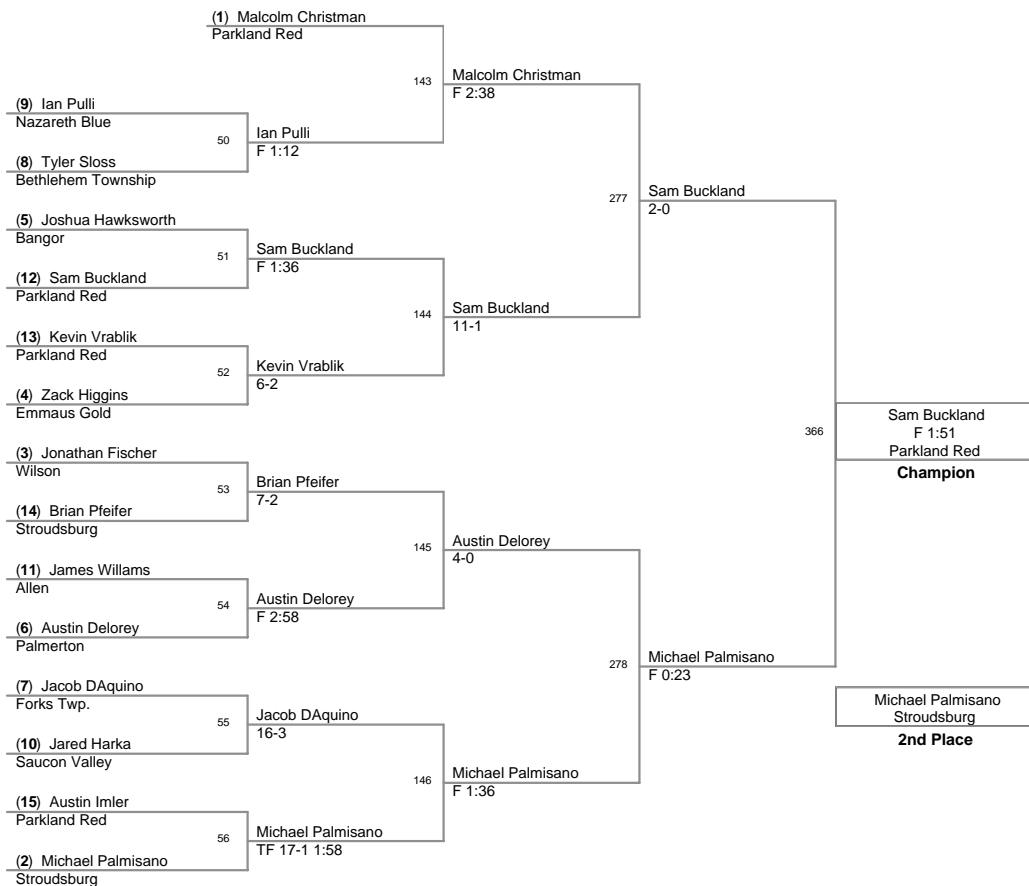 (1) Malcolm Christman
Parkland Red
143
Malcolm Christman
F 2:38
(9) Ian Pulli
Nazareth Blue
50
Ian Pulli
F 1:12
(8) Tyler Sloss
Bethlehem Township
277
Sam Buckland
2-0
(5) Joshua Hawksworth
Bangor
51
Sam Buckland
F 1:36
(12) Sam Buckland
Parkland Red
144
Sam Buckland
11-1
(13) Kevin Vrablik
Parkland Red
52
Kevin Vrablik
6-2
(4) Zack Higgins
Emmaus Gold
366
Sam Buckland
F 1:51
Parkland Red
Champion
(3) Jonathan Fischer
Wilson
53
Brian Pfeifer
7-2
(14) Brian Pfeifer
Stroudsburg
145
Austin Delorey
4-0
(11) James Willams
Allen
54
Austin Delorey
F 2:58
(6) Austin Delorey
Palmerton
278
Michael Palmisano
F 0:23
(7) Jacob DAquino
Forks Twp.
55
Jacob DAquino
16-3
(10) Jared Harka
Saucon Valley
Michael Palmisano
Stroudsburg
2nd Place
146
Michael Palmisano
F 1:36
(15) Austin Imler
Parkland Red
56
Michael Palmisano
TF 17-1 1:58
(2) Michael Palmisano
Stroudsburg